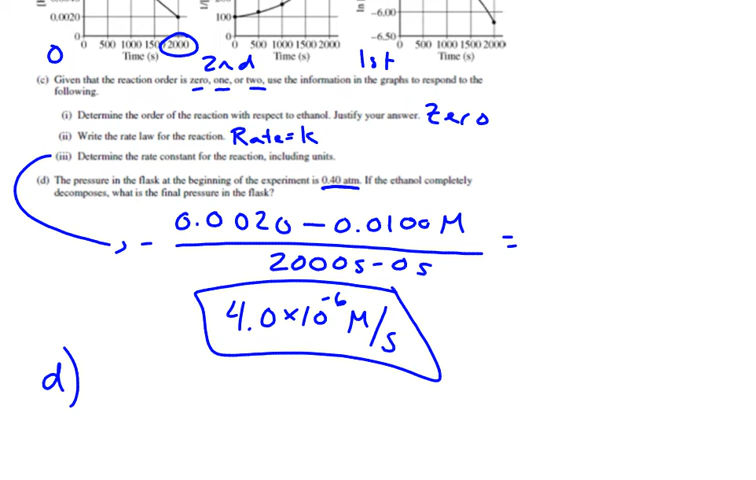 0.0020 100 -6.00
0 0 -6.50
0 500 1000 1500 2000 0 500 1000 1500 2000 0 500 1000 1500 2000
Time (s) Time (s) Time (s)
0 2nd 1st
(c) Given that the reaction order is zero, one, or two, use the information in the graphs to respond to the
following.
(i) Determine the order of the reaction with respect to ethanol. Justify your answer. Zero
(ii) Write the rate law for the reaction. Rate=k
(iii) Determine the rate constant for the reaction, including units.
(d) The pressure in the flask at the beginning of the experiment is 0.40 atm. If the ethanol completely
decomposes, what is the final pressure in the flask?
0.0020 - 0.0100 M
- =
2000s-0s
4.0×10⁻⁶ M/s
d)